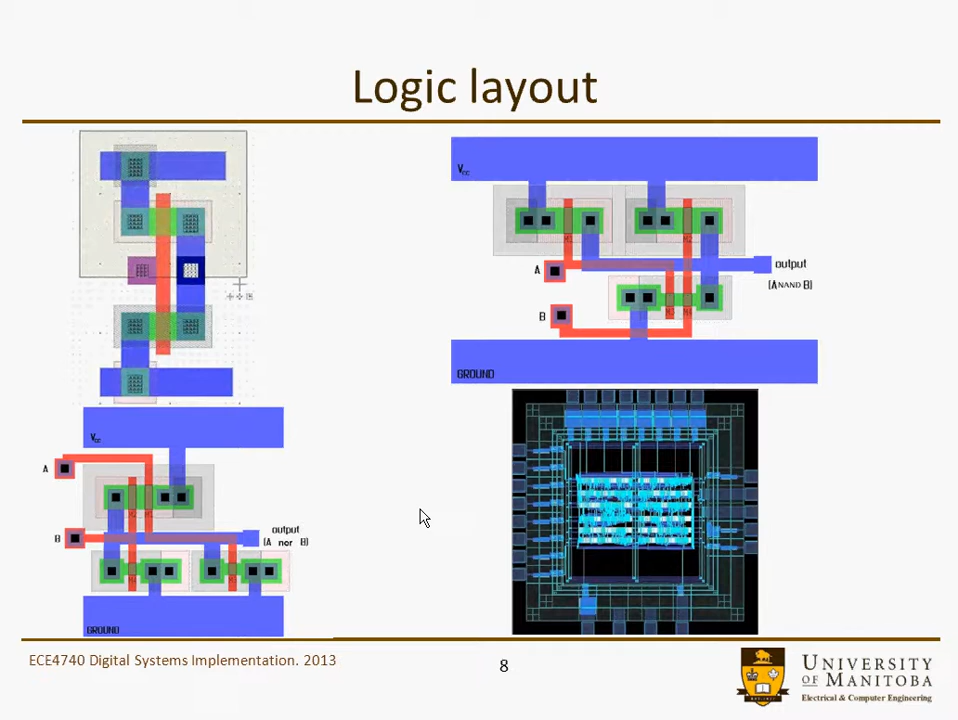 Logic layout
Vcc
A
B
output
(A NAND B)
GROUND
Vcc
A
B
output
(A nor B)
GROUND
ECE4740 Digital Systems Implementation. 2013
8
UNIVERSITY
OF MANITOBA
Electrical & Computer Engineering